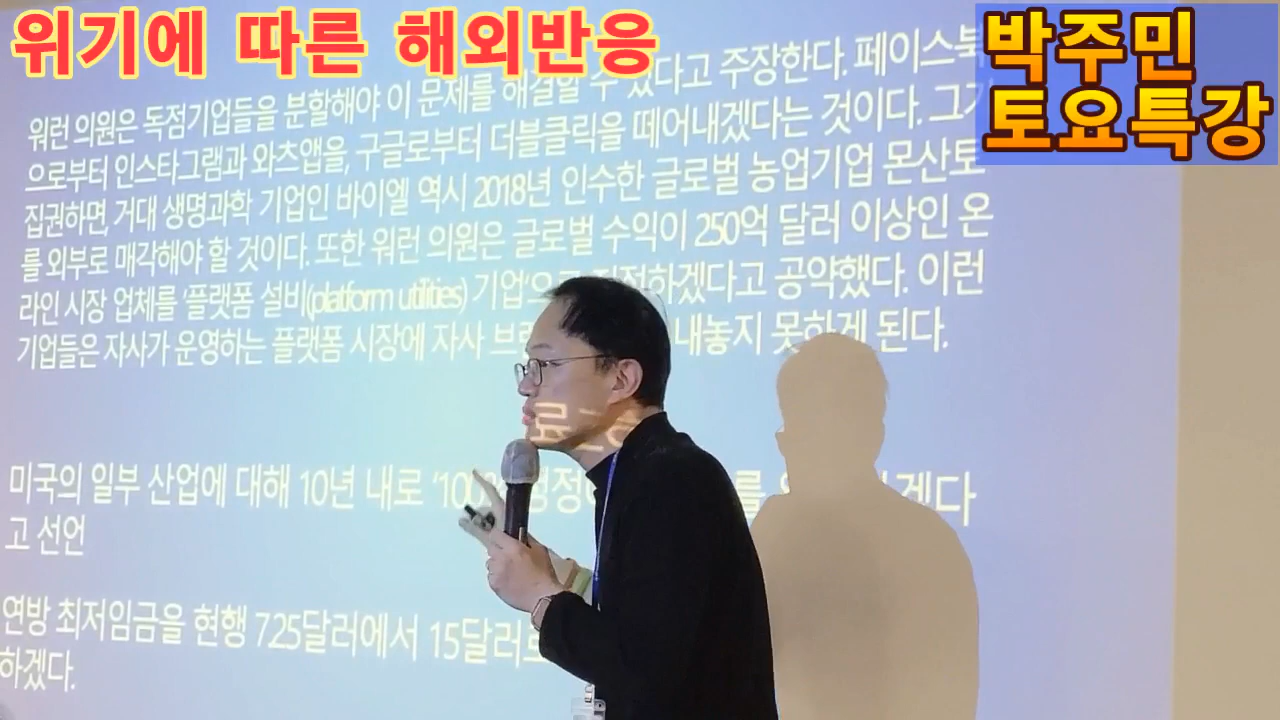 위기에 따른 해외반응
박주민
토요특강
워런 의원은 독점기업들을 분할해야 이 문제를 해결할 수 있다고 주장한다. 페이스북
으로부터 인스타그램과 와츠앱을, 구글로부터 더블클릭을 떼어내겠다는 것이다. 그가
집권하면, 거대 생명과학 기업인 바이엘 역시 2018년 인수한 글로벌 농업기업 몬산토
를 외부로 매각해야 할 것이다. 또한 워런 의원은 글로벌 수익이 250억 달러 이상인 온
라인 시장 업체를 '플랫폼 설비(platform utilities) 기업'으로 지정하겠다고 공약했다. 이런
기업들은 자사가 운영하는 플랫폼 시장에 자사 내놓지 못하게 된다.
미국의 일부 산업에 대해 10년 내로
고 선언
연방 최저임금을 현행 7.25달러에서 15달러로
하겠다.